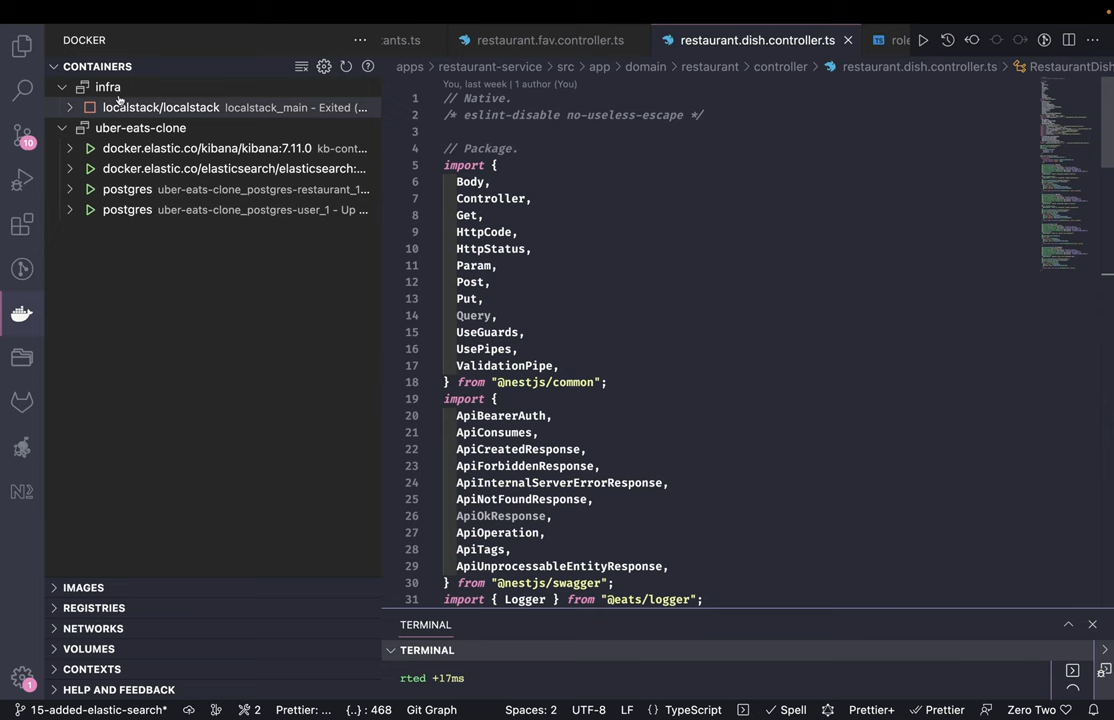 DOCKER
CONTAINERS
infra
localstack/localstack localstack_main - Exited (...
uber-eats-clone
docker.elastic.co/kibana/kibana:7.11.0 kb-cont...
docker.elastic.co/elasticsearch/elasticsearch:...
postgres uber-eats-clone_postgres-restaurant_1...
postgres uber-eats-clone_postgres-user_1 - Up ...
IMAGES
REGISTRIES
NETWORKS
VOLUMES
CONTEXTS
HELP AND FEEDBACK
10
1
tants.ts restaurant.fav.controller.ts restaurant.dish.controller.ts role
apps > restaurant-service > src > app > domain > restaurant > controller > restaurant.dish.controller.ts > RestaurantDish
You, last week | 1 author (You)
1 // Native.
2 /* eslint-disable no-useless-escape */
3
4 // Package.
5 import {
6 Body,
7 Controller,
8 Get,
9 HttpCode,
10 HttpStatus,
11 Param,
12 Post,
13 Put,
14 Query,
15 UseGuards,
16 UsePipes,
17 ValidationPipe,
18 } from "@nestjs/common";
19 import {
20 ApiBearerAuth,
21 ApiConsumes,
22 ApiCreatedResponse,
23 ApiForbiddenResponse,
24 ApiInternalServerErrorResponse,
25 ApiNotFoundResponse,
26 ApiOkResponse,
27 ApiOperation,
28 ApiTags,
29 ApiUnprocessableEntityResponse,
30 } from "@nestjs/swagger";
31 import { Logger } from "@eats/logger";
TERMINAL
TERMINAL
rted +17ms
15-added-elastic-search* 2 Prettier: ... {..} : 468 Git Graph Spaces: 2 UTF-8 LF TypeScript Spell Prettier+ Prettier Zero Two